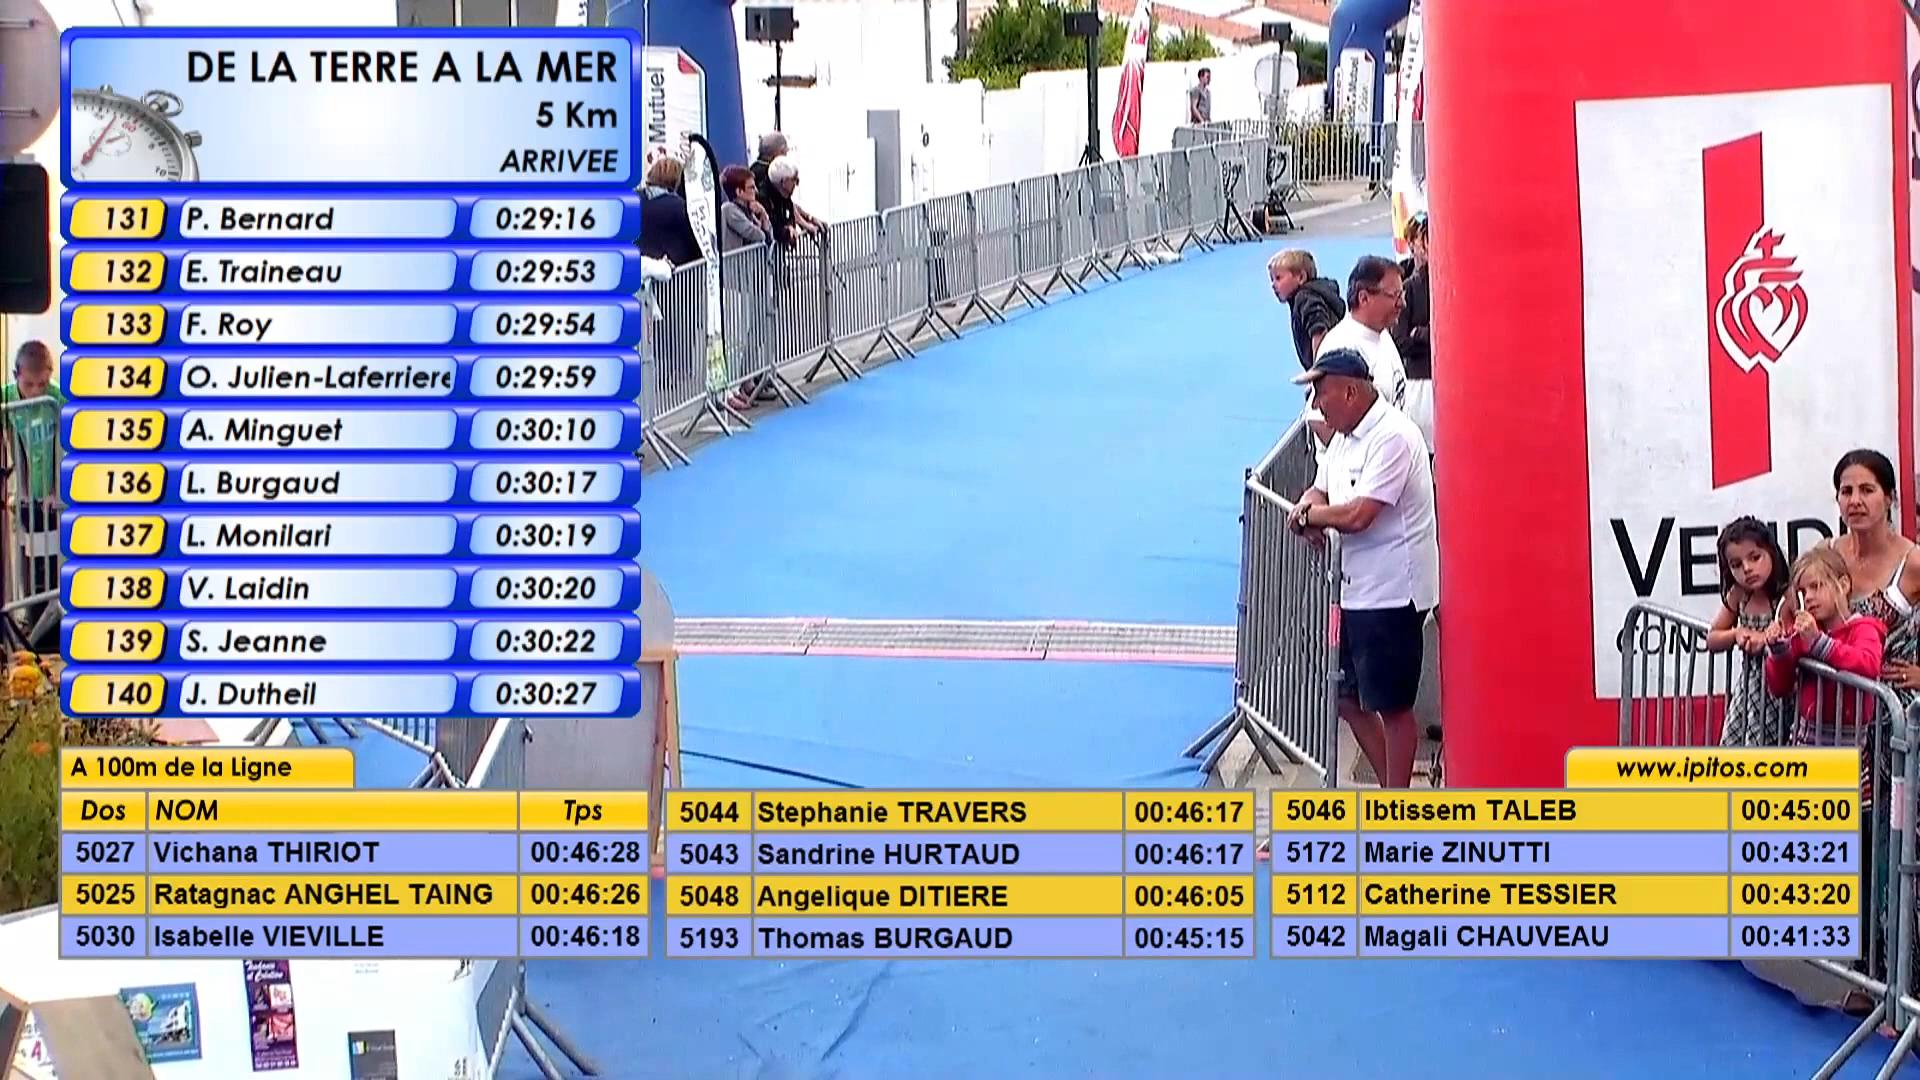 DE LA TERRE A LA MER
5 Km
ARRIVEE
131 P. Bernard 0:29:16
132 E. Traineau 0:29:53
133 F. Roy 0:29:54
134 O. Julien-Laferriere 0:29:59
135 A. Minguet 0:30:10
136 L. Burgaud 0:30:17
137 L. Monilari 0:30:19
138 V. Laidin 0:30:20
139 S. Jeanne 0:30:22
140 J. Dutheil 0:30:27
Mutuel
A 100m de la Ligne
www.ipitos.com
Dos NOM Tps
5027 Vichana THIRIOT 00:46:28
5025 Ratagnac ANGHEL TAING 00:46:26
5030 Isabelle VIEVILLE 00:46:18
5044 Stephanie TRAVERS 00:46:17
5043 Sandrine HURTAUD 00:46:17
5048 Angelique DITIERE 00:46:05
5193 Thomas BURGAUD 00:45:15
5046 Ibtissem TALEB 00:45:00
5172 Marie ZINUTTI 00:43:21
5112 Catherine TESSIER 00:43:20
5042 Magali CHAUVEAU 00:41:33